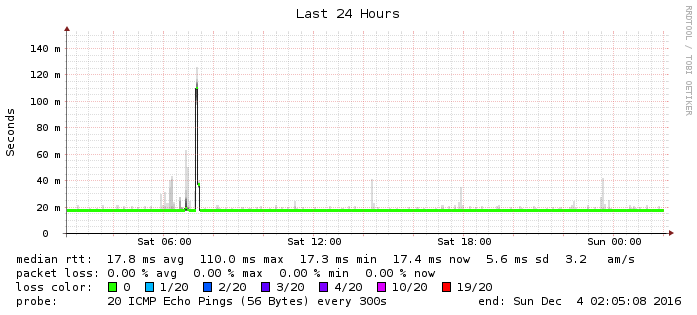 Last 24 Hours
RRDTOOL / TOBI OETIKER
Seconds
140 m
120 m
100 m
80 m
60 m
40 m
20 m
0
Sat 06:00 Sat 12:00 Sat 18:00 Sun 00:00
median rtt: 17.8 ms avg 110.0 ms max 17.3 ms min 17.4 ms now 5.6 ms sd 3.2 am/s
packet loss: 0.00 % avg 0.00 % max 0.00 % min 0.00 % now
loss color: 0 1/20 2/20 3/20 4/20 10/20 19/20
probe: 20 ICMP Echo Pings (56 Bytes) every 300s end: Sun Dec 4 02:05:08 2016